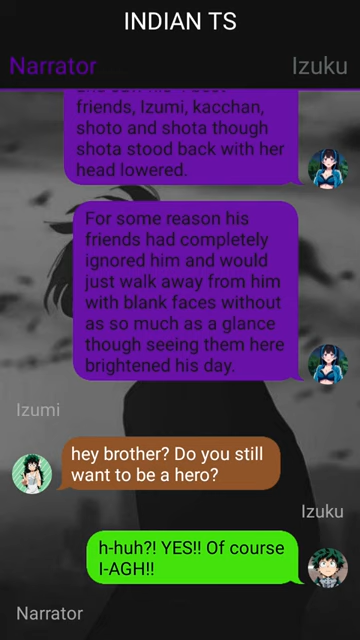 INDIAN TS
Narrator Izuku
friends, Izumi, kacchan,
shoto and shota though
shota stood back with her
head lowered.
For some reason his
friends had completely
ignored him and would
just walk away from him
with blank faces without
as so much as a glance
though seeing them here
brightened his day.
Izumi
hey brother? Do you still
want to be a hero?
Izuku
h-huh?! YES!! Of course
I-AGH!!
Narrator